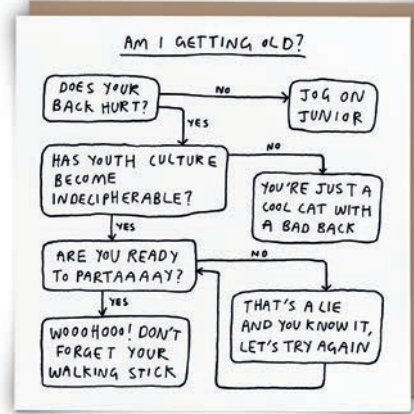 AM I GETTING OLD?
DOES YOUR
BACK HURT?
NO
JOG ON
JUNIOR
YES
HAS YOUTH CULTURE
BECOME
INDECIPHERABLE?
NO
YOU'RE JUST A
COOL CAT WITH
A BAD BACK
YES
ARE YOU READY
TO PARTAAAAY?
NO
THAT'S A LIE
AND YOU KNOW IT,
LET'S TRY AGAIN
YES
WOOOHOOO! DON'T
FORGET YOUR
WALKING STICK